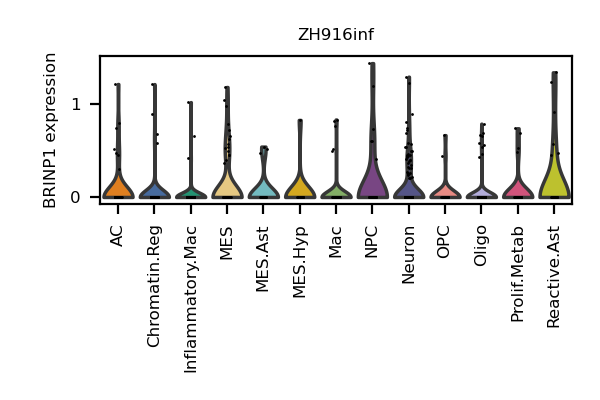 ZH916inf
BRINP1 expression
1
0
AC
Chromatin.Reg
Inflammatory.Mac
MES
MES.Ast
MES.Hyp
Mac
NPC
Neuron
OPC
Oligo
Prolif.Metab
Reactive.Ast